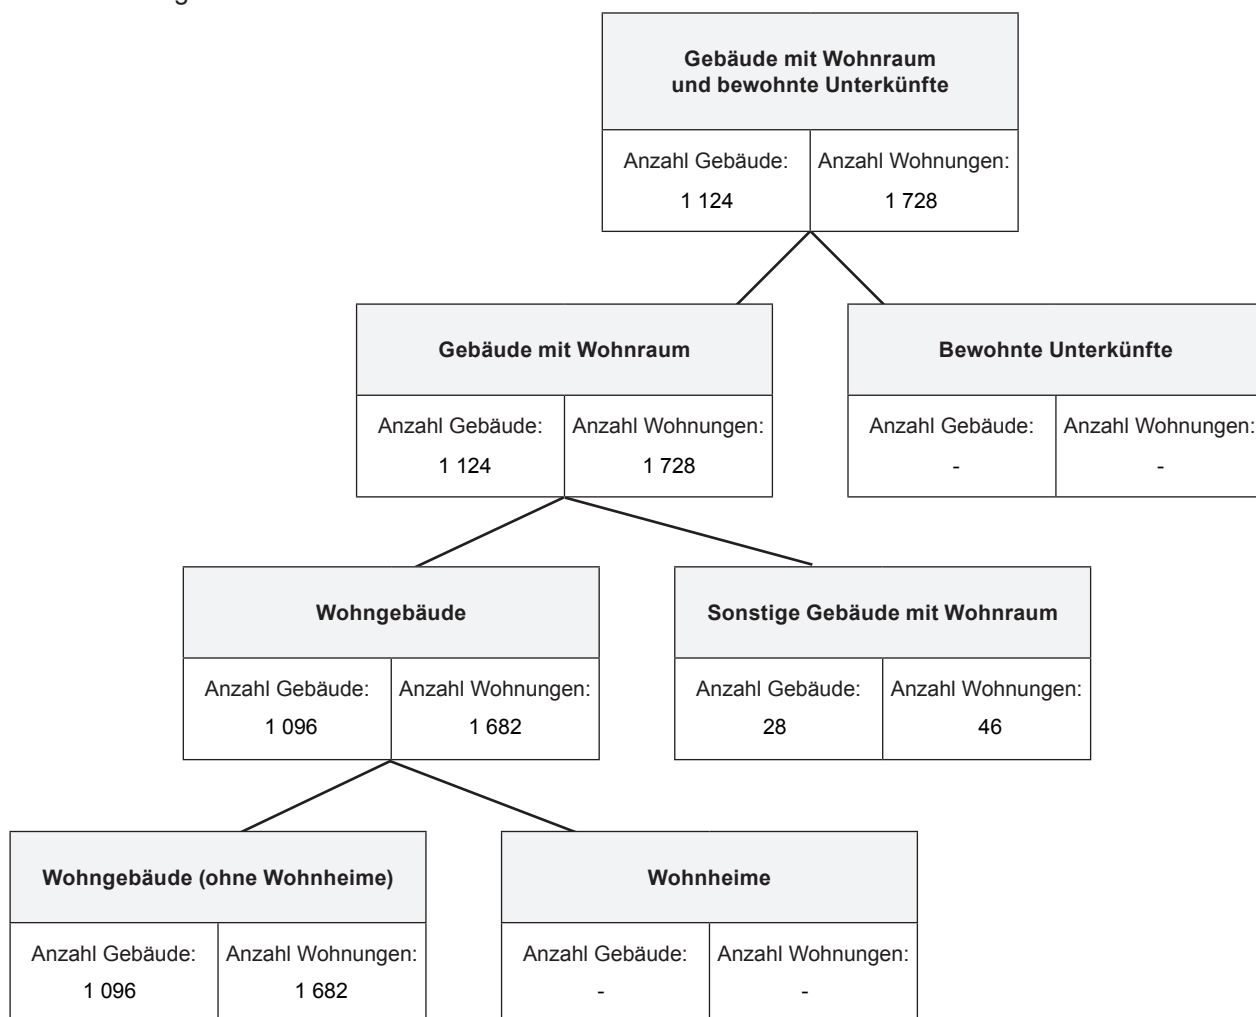 Gebäude mit Wohnraum
und bewohnte Unterkünfte
Anzahl Gebäude: Anzahl Wohnungen:
1 124 1 728
Gebäude mit Wohnraum Bewohnte Unterkünfte
Anzahl Gebäude: Anzahl Wohnungen: Anzahl Gebäude: Anzahl Wohnungen:
1 124 1 728 - -
Wohngebäude Sonstige Gebäude mit Wohnraum
Anzahl Gebäude: Anzahl Wohnungen: Anzahl Gebäude: Anzahl Wohnungen:
1 096 1 682 28 46
Wohngebäude (ohne Wohnheime) Wohnheime
Anzahl Gebäude: Anzahl Wohnungen: Anzahl Gebäude: Anzahl Wohnungen:
1 096 1 682 - -